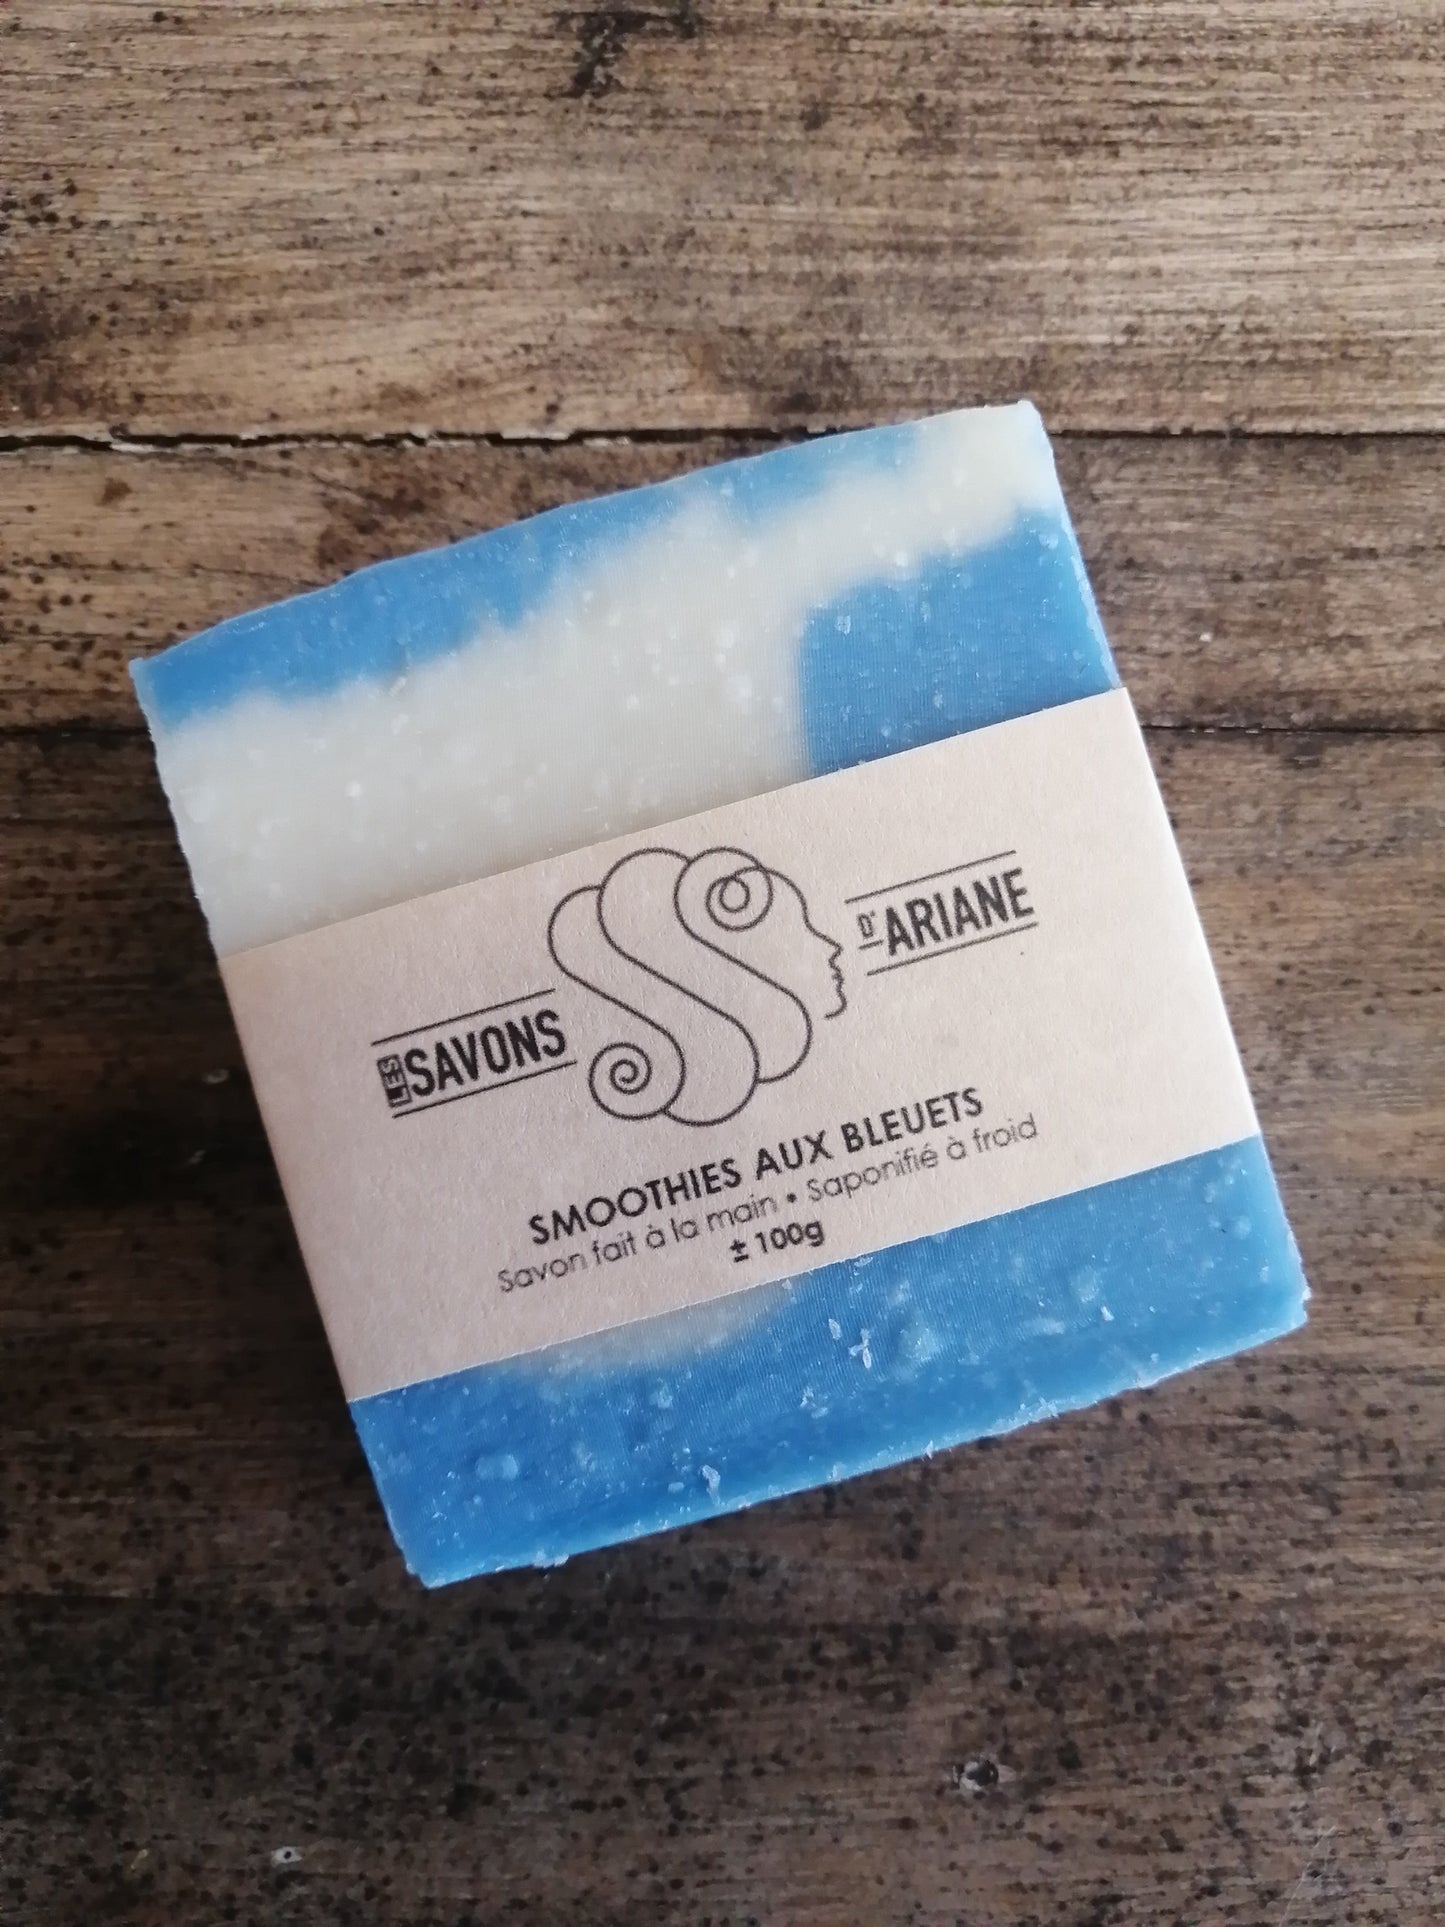 LES SAVONS
D'ARIANE
SMOOTHIES AUX BLEUETS
Savon fait à la main • Saponifié à froid
± 100g